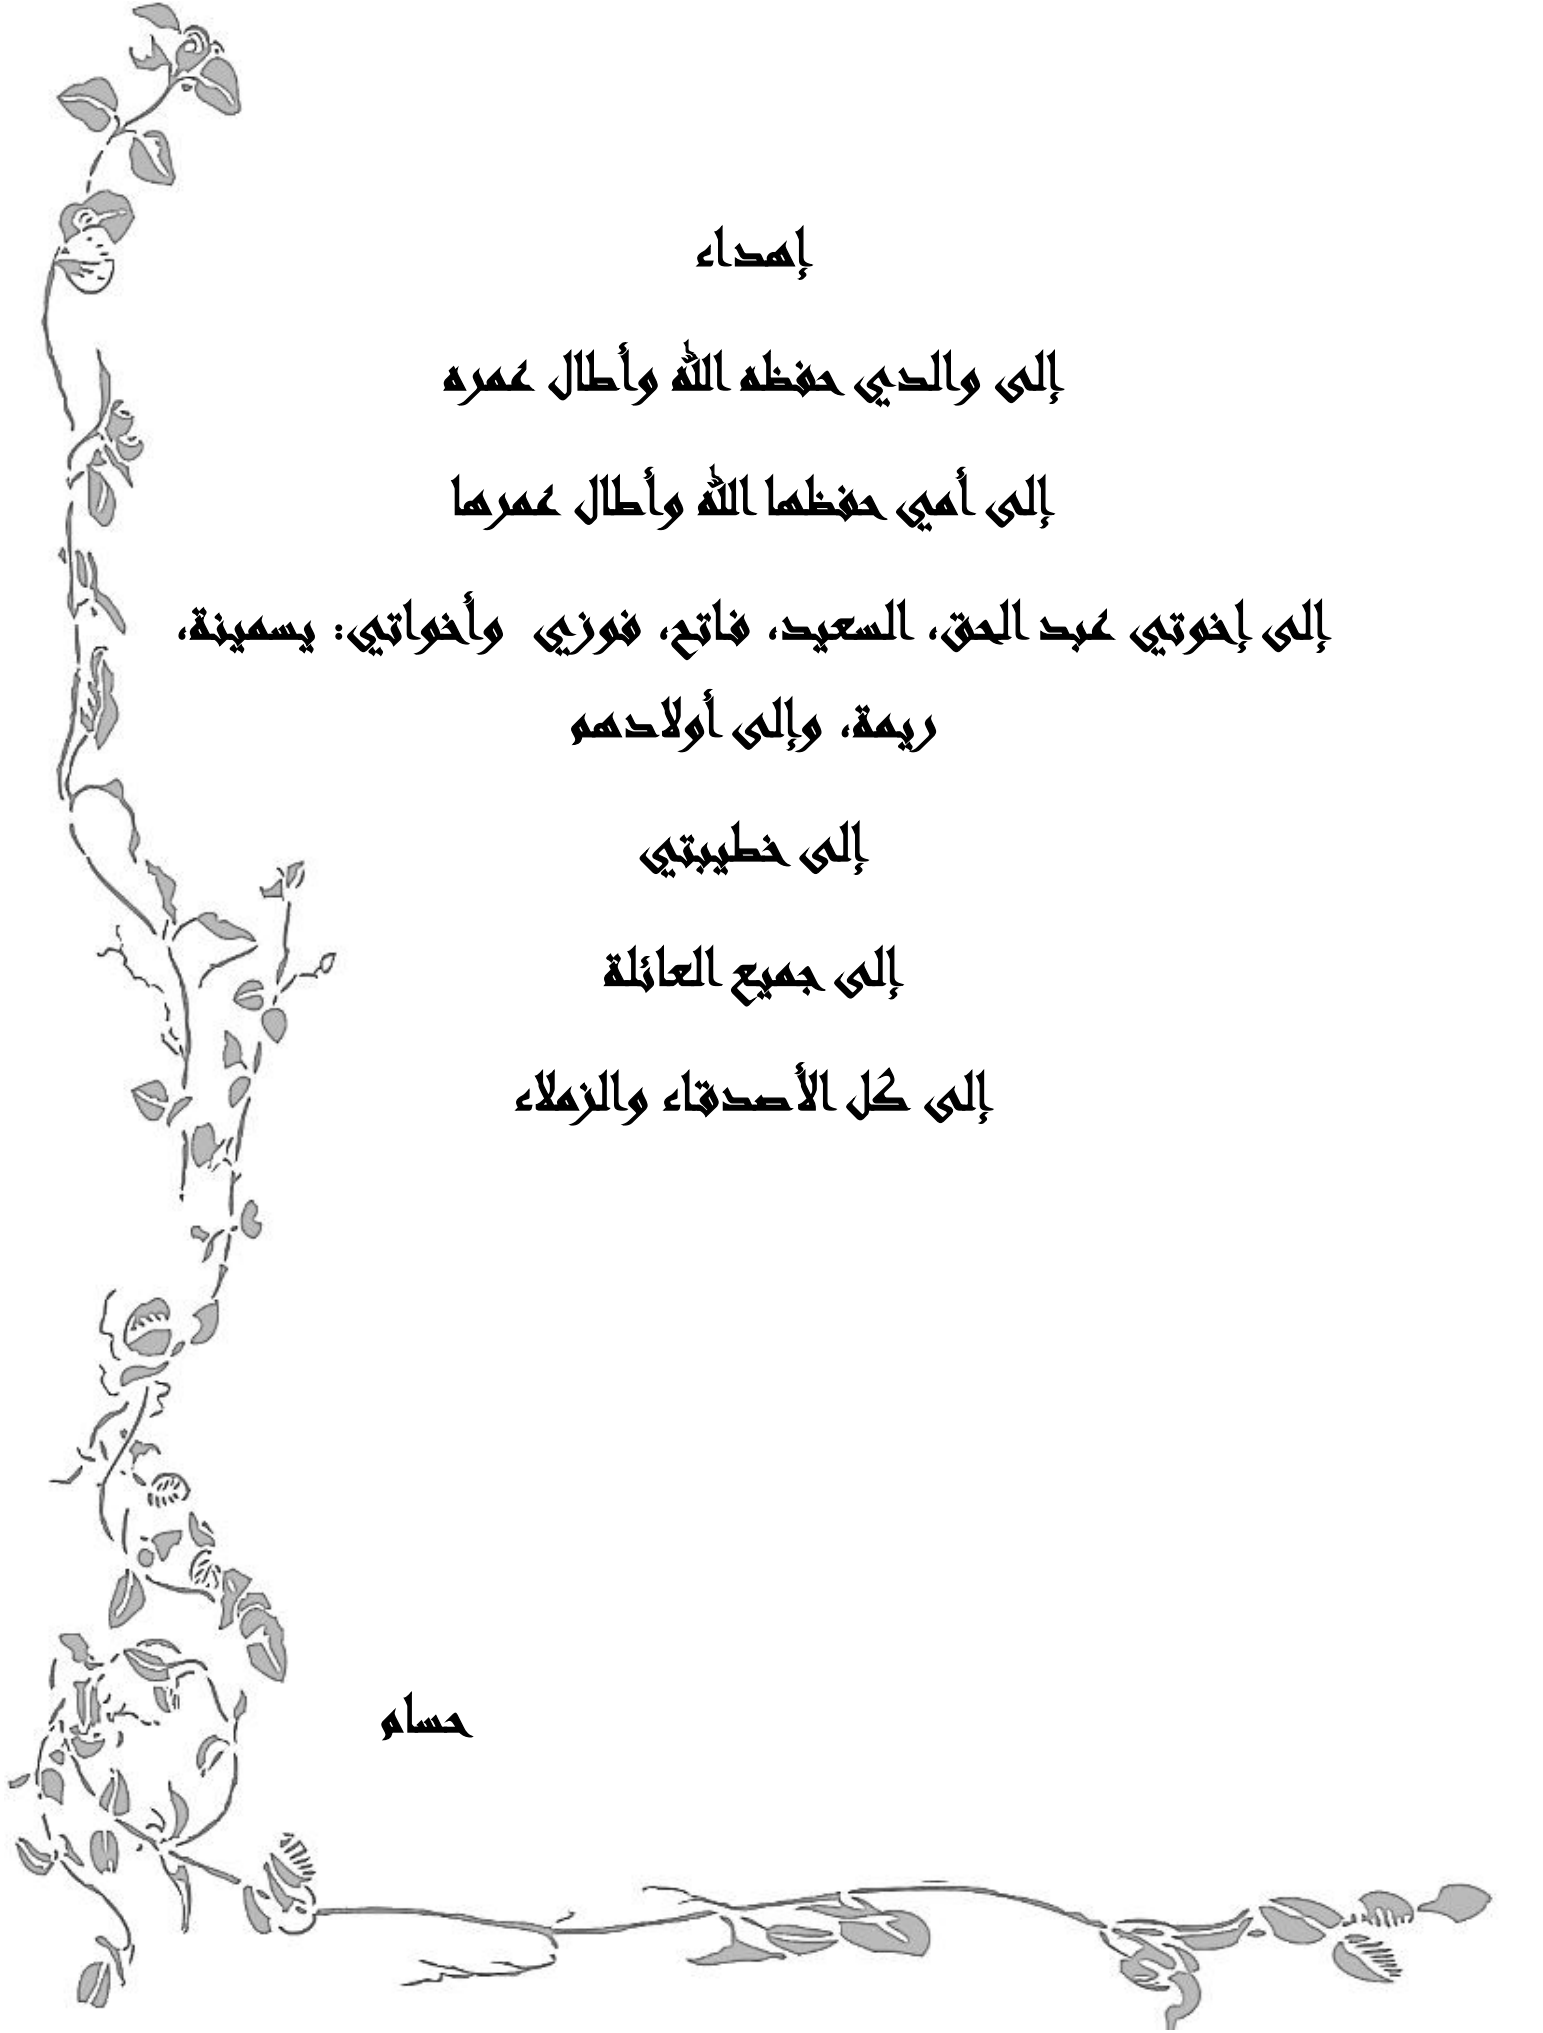 إهداء
إلى والدي حفظه الله وأطال عمره
إلى أمي حفظها الله وأطال عمرها
إلى إخوتي عبد الحق، السعيد، فاتح، فوزي وأخواتي: يسمينة،
ريمة، وإلى أولادهم
إلى خطيبتي
إلى جميع العائلة
إلى كل الأصدقاء والزملاء
حسام